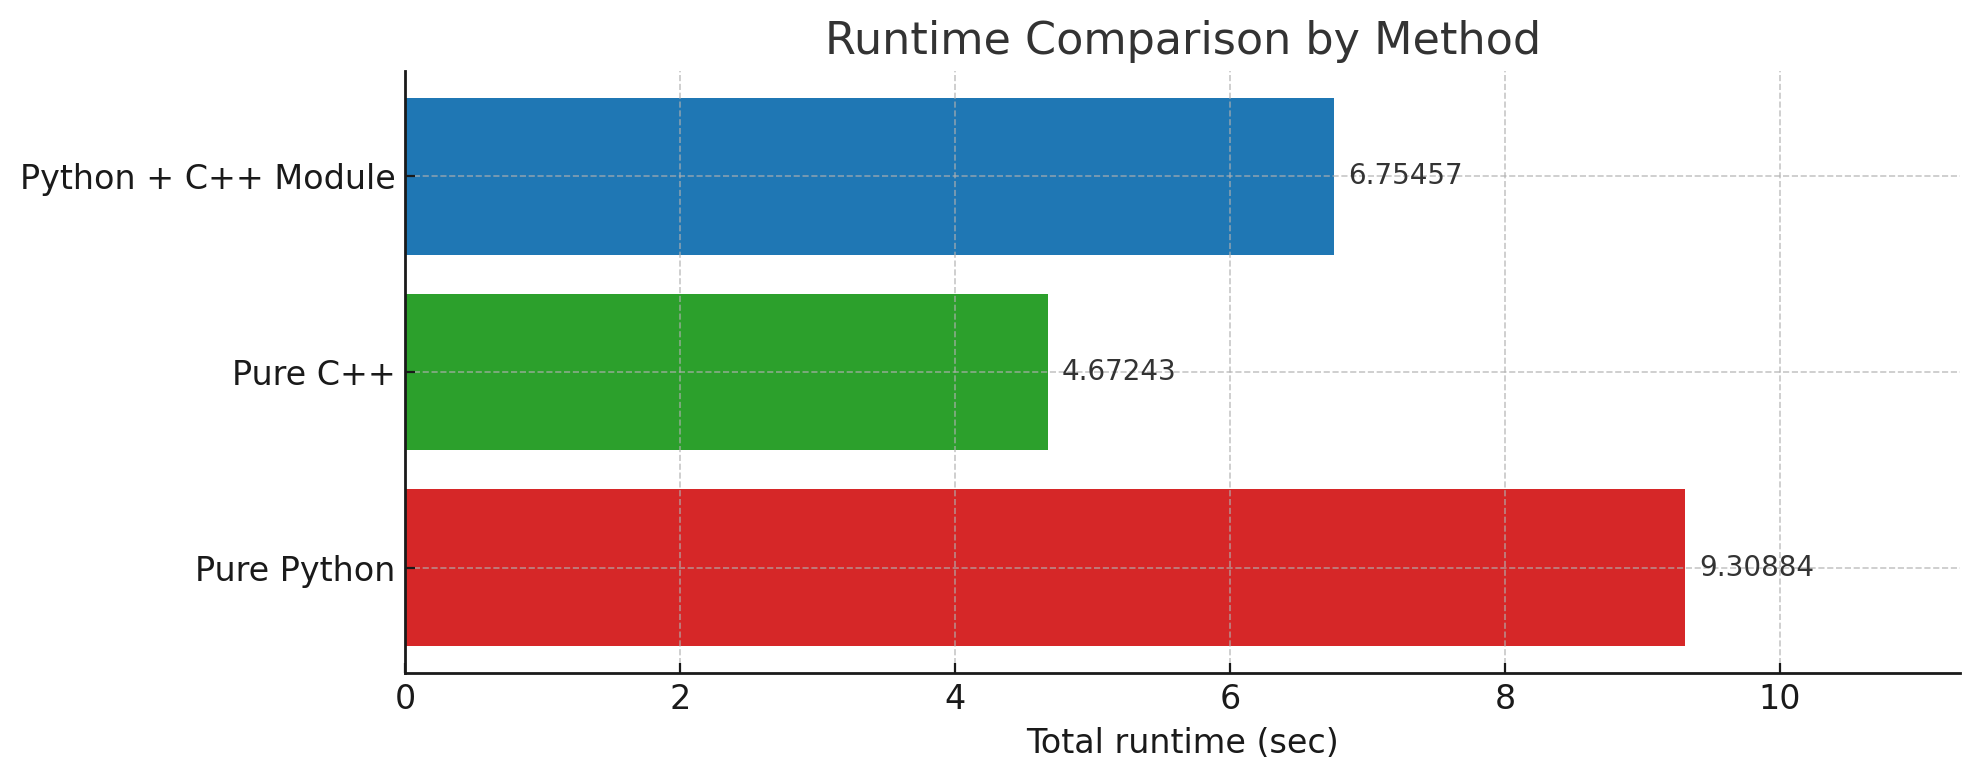 Runtime Comparison by Method
Python + C++ Module
6.75457
Pure C++
4.67243
Pure Python
9.30884
0 2 4 6 8 10
Total runtime (sec)